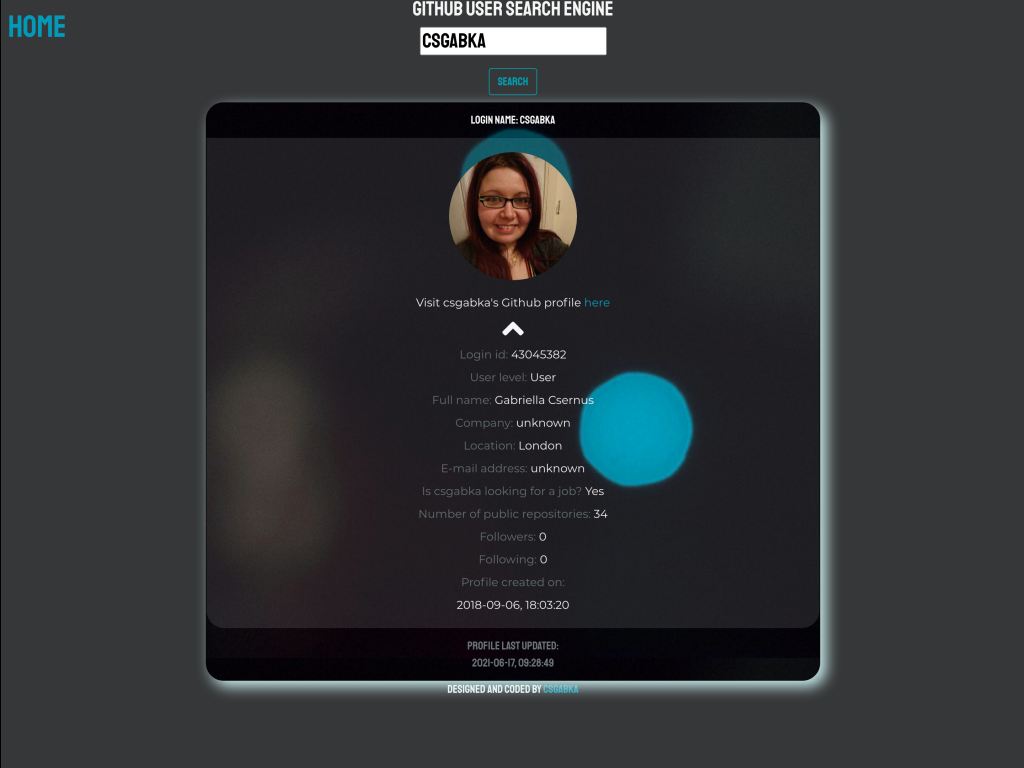 HOME
GITHUB USER SEARCH ENGINE
CSGABKA
SEARCH
LOGIN NAME: CSGABKA
Visit csgabka's Github profile here
Login id: 43045382
User level: User
Full name: Gabriella Csernus
Company: unknown
Location: London
E-mail address: unknown
Is csgabka looking for a job? Yes
Number of public repositories: 34
Followers: 0
Following: 0
Profile created on:
2018-09-06, 18:03:20
PROFILE LAST UPDATED:
2021-06-17, 09:28:49
DESIGNED AND CODED BY CSGABKA